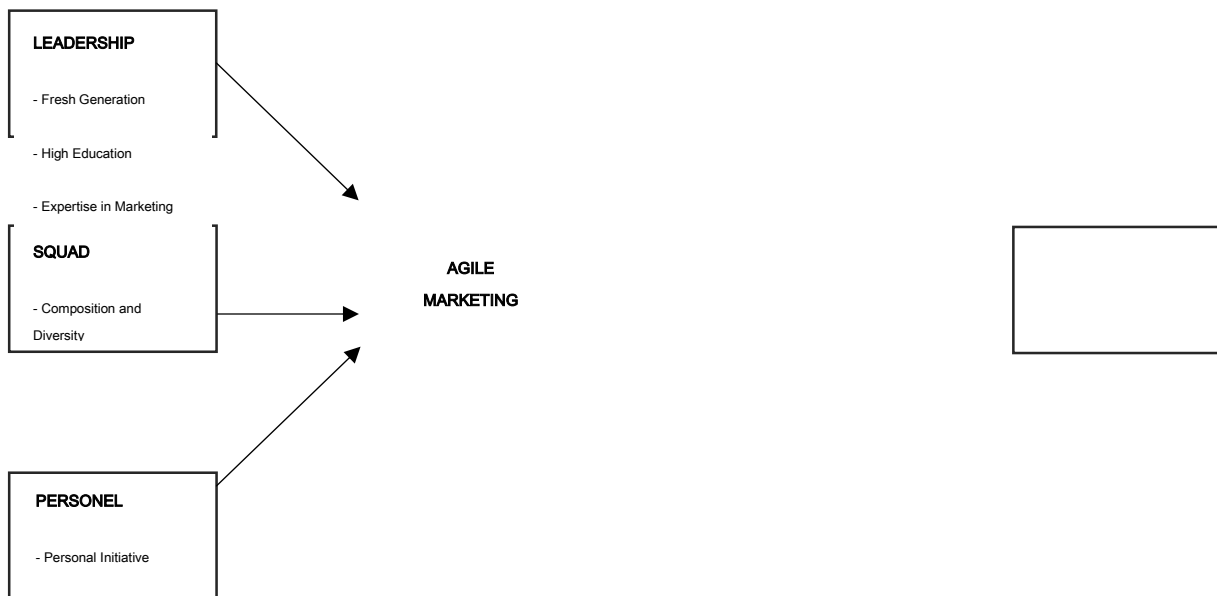 LEADERSHIP
- Fresh Generation
- High Education
- Expertise in Marketing
SQUAD
- Composition and
Diversity
AGILE
MARKETING
PERSONEL
- Personal Initiative